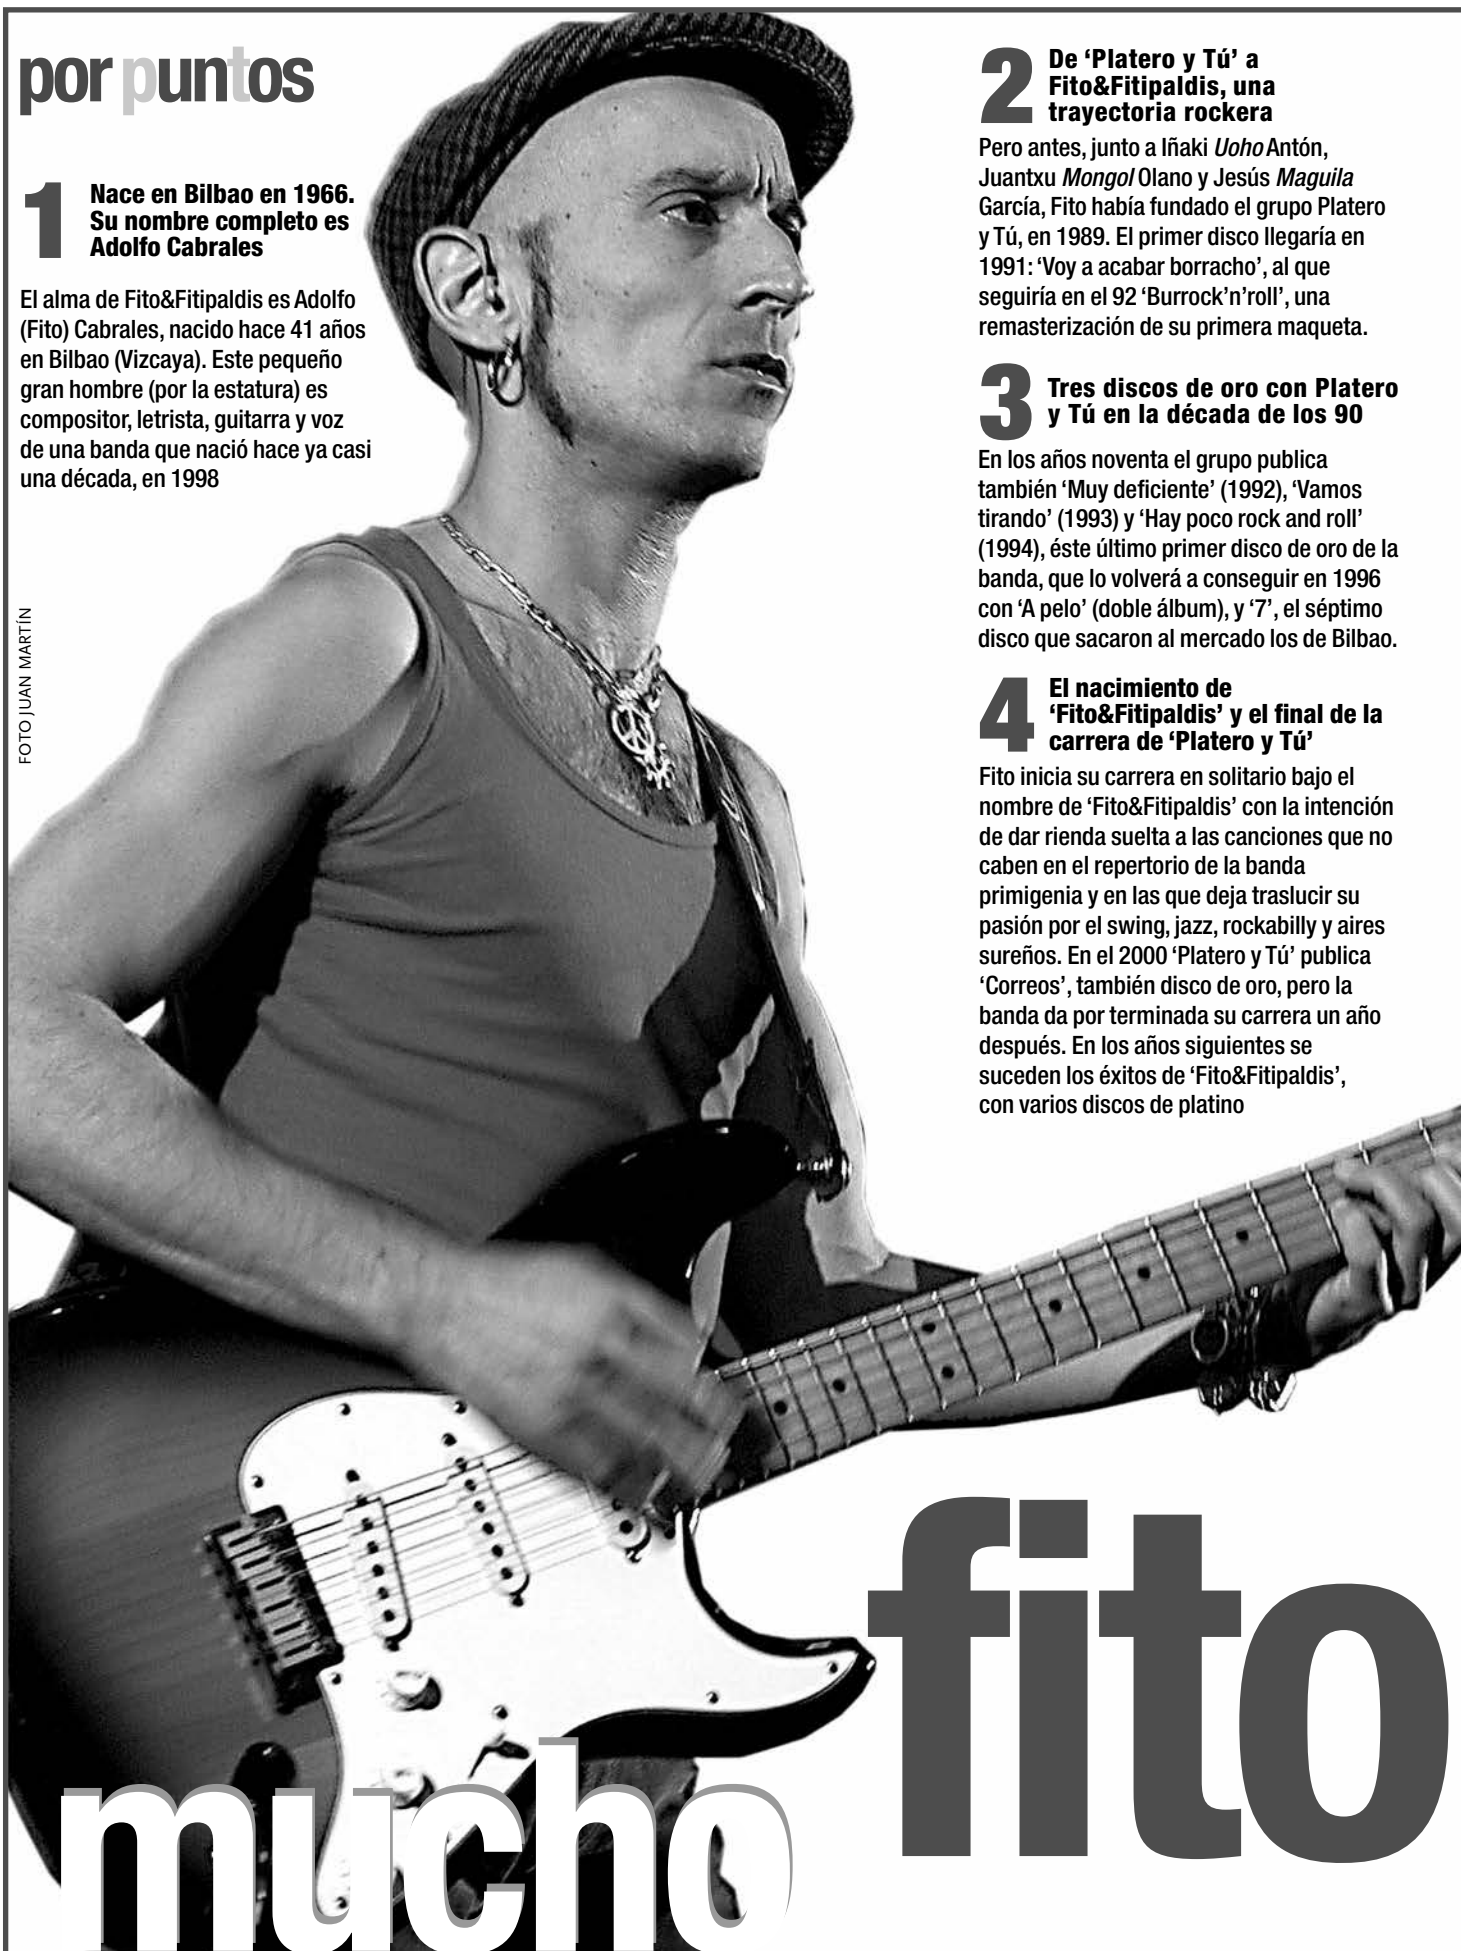 por puntos
1
Nace en Bilbao en 1966.
Su nombre completo es
Adolfo Cabrales
El alma de Fito&Fitipaldis es Adolfo
(Fito) Cabrales, nacido hace 41 años
en Bilbao (Vizcaya). Este pequeño
gran hombre (por la estatura) es
compositor, letrista, guitarra y voz
de una banda que nació hace ya casi
una década, en 1998
FOTO JUAN MARTÍN
2
De ‘Platero y Tú’ a
Fito&Fitipaldis, una
trayectoria rockera
Pero antes, junto a Iñaki Uoho Antón,
Juantxu Mongol Olano y Jesús Maguila
García, Fito había fundado el grupo Platero
y Tú, en 1989. El primer disco llegaría en
1991: ‘Voy a acabar borracho’, al que
seguiría en el 92 ‘Burrock’n’roll’, una
remasterización de su primera maqueta.
3
Tres discos de oro con Platero
y Tú en la década de los 90
En los años noventa el grupo publica
también ‘Muy deficiente’ (1992), ‘Vamos
tirando’ (1993) y ‘Hay poco rock and roll’
(1994), éste último primer disco de oro de la
banda, que lo volverá a conseguir en 1996
con ‘A pelo’ (doble álbum), y ‘7’, el séptimo
disco que sacaron al mercado los de Bilbao.
4
El nacimiento de
‘Fito&Fitipaldis’ y el final de la
carrera de ‘Platero y Tú’
Fito inicia su carrera en solitario bajo el
nombre de ‘Fito&Fitipaldis’ con la intención
de dar rienda suelta a las canciones que no
caben en el repertorio de la banda
primigenia y en las que deja traslucir su
pasión por el swing, jazz, rockabilly y aires
sureños. En el 2000 ‘Platero y Tú’ publica
‘Correos’, también disco de oro, pero la
banda da por terminada su carrera un año
después. En los años siguientes se
suceden los éxitos de ‘Fito&Fitipaldis’,
con varios discos de platino
mucho
fito